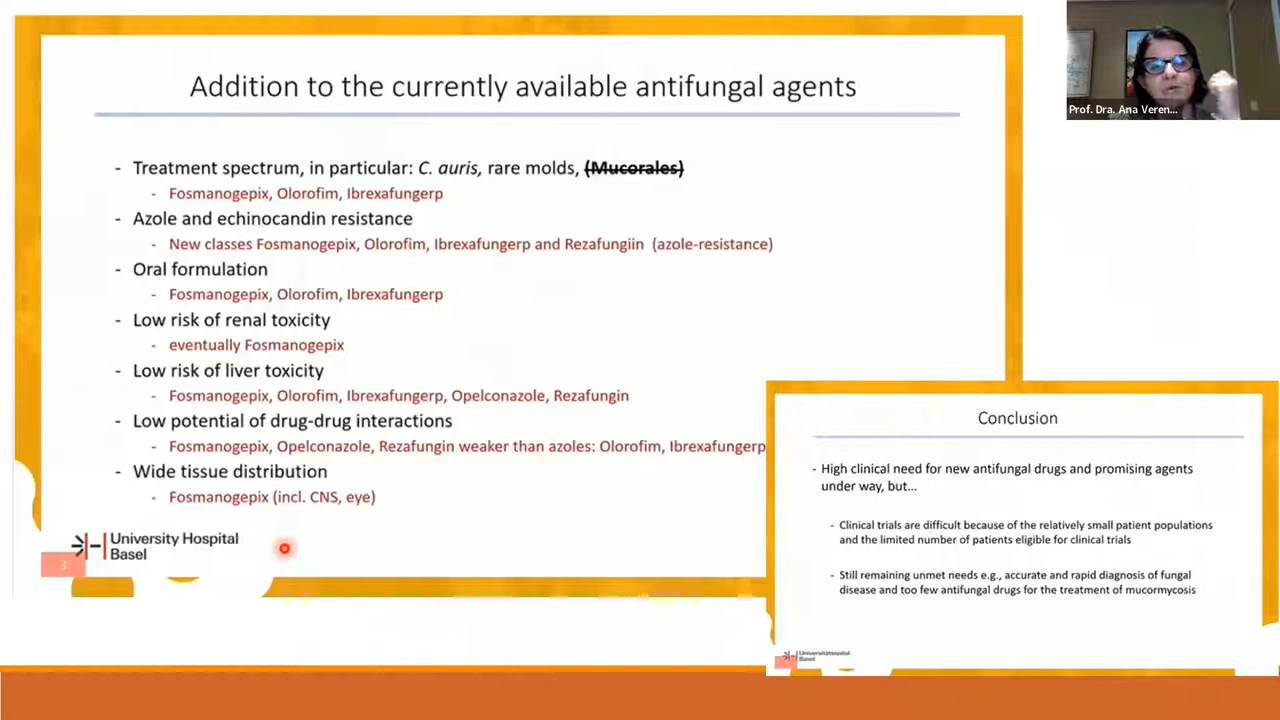 Addition to the currently available antifungal agents
- Treatment spectrum, in particular: C. auris, rare molds, (Mucorales)
- Fosmanogepix, Olorofim, Ibrexafungerp
- Azole and echinocandin resistance
- New classes Fosmanogepix, Olorofim, Ibrexafungerp and Rezafungiin (azole-resistance)
- Oral formulation
- Fosmanogepix, Olorofim, Ibrexafungerp
- Low risk of renal toxicity
- eventually Fosmanogepix
- Low risk of liver toxicity
- Fosmanogepix, Olorofim, Ibrexafungerp, Opelconazole, Rezafungin
- Low potential of drug-drug interactions
- Fosmanogepix, Opelconazole, Rezafungin weaker than azoles: Olorofim, Ibrexafungerp
- Wide tissue distribution
- Fosmanogepix (incl. CNS, eye)
University Hospital
Basel
3
Prof. Dra. Ana Veren...
Conclusion
- High clinical need for new antifungal drugs and promising agents
under way, but...
- Clinical trials are difficult because of the relatively small patient populations
and the limited number of patients eligible for clinical trials
- Still remaining unmet needs e.g., accurate and rapid diagnosis of fungal
disease and too few antifungal drugs for the treatment of mucormycosis
Universitätsspital
Basel